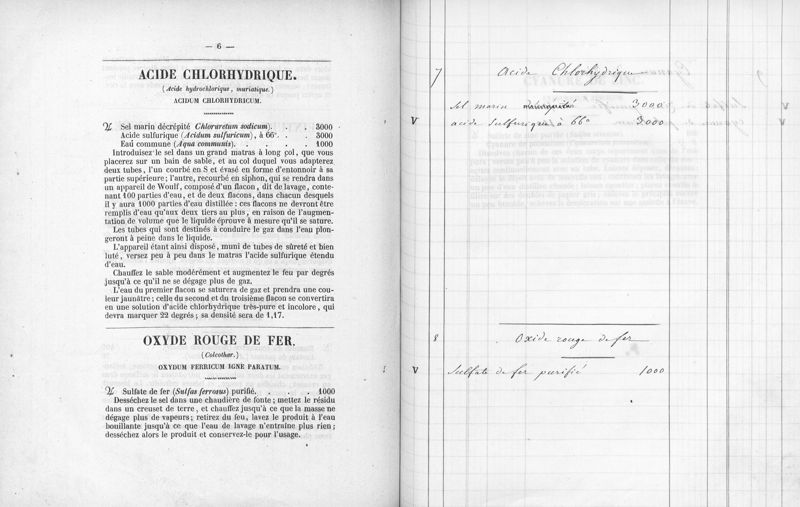 — 6 —
ACIDE CHLORHYDRIQUE.
(Acide hydrochlorique, muriatique.)
ACIDUM CHLORHYDRICUM.
♃ Sel marin décrépité Chloraretum sodicum). . . 3000
Acide sulfurique (Acidum sulfuricum), à 66°. . . 3000
Eau commune (Aqua communis). . . . . 1000
Introduisez le sel dans un grand matras à long col, que vous
placerez sur un bain de sable, et au col duquel vous adapterez
deux tubes, l'un courbé en S et évasé en forme d'entonnoir à sa
partie supérieure; l'autre, recourbé en siphon, qui se rendra dans
un appareil de Woulf, composé d'un flacon, dit de lavage, conte-
nant 100 parties d'eau, et de deux flacons, dans chacun desquels
il y aura 1000 parties d'eau distillée : ces flacons ne devront être
remplis d'eau qu'aux deux tiers au plus, en raison de l'augmen-
tation de volume que le liquide éprouve à mesure qu'il se sature.
Les tubes qui sont destinés à conduire le gaz dans l'eau plon-
geront à peine dans le liquide.
L'appareil étant ainsi disposé, muni de tubes de sûreté et bien
luté, versez peu à peu dans le matras l'acide sulfurique étendu
d'eau.
Chauffez le sable modérément et augmentez le feu par degrés
jusqu'à ce qu'il ne se dégage plus de gaz.
L'eau du premier flacon se saturera de gaz et prendra une cou-
leur jaunâtre; celle du second et du troisième flacon se convertira
en une solution d'acide chlorhydrique très-pure et incolore, qui
devra marquer 22 degrés; sa densité sera de 1,17.
OXYDE ROUGE DE FER.
(Colcothar.)
OXYDUM FERRICUM IGNE PARATUM.
♃ Sulfate de fer (Sulfas ferrosus) purifié. . . . 1000
Desséchez le sel dans une chaudière de fonte; mettez le résidu
dans un creuset de terre, et chauffez jusqu'à ce que la masse ne
dégage plus de vapeurs; retirez du feu, lavez le produit à l'eau
bouillante jusqu'à ce que l'eau de lavage n'entraîne plus rien;
desséchez alors le produit et conservez-le pour l'usage.
7 Acide Chlorhydrique
Sel marin 3000
V acide sulfurique à 66° 3000
8 Oxide rouge de fer
V Sulfate de fer purifié 1000